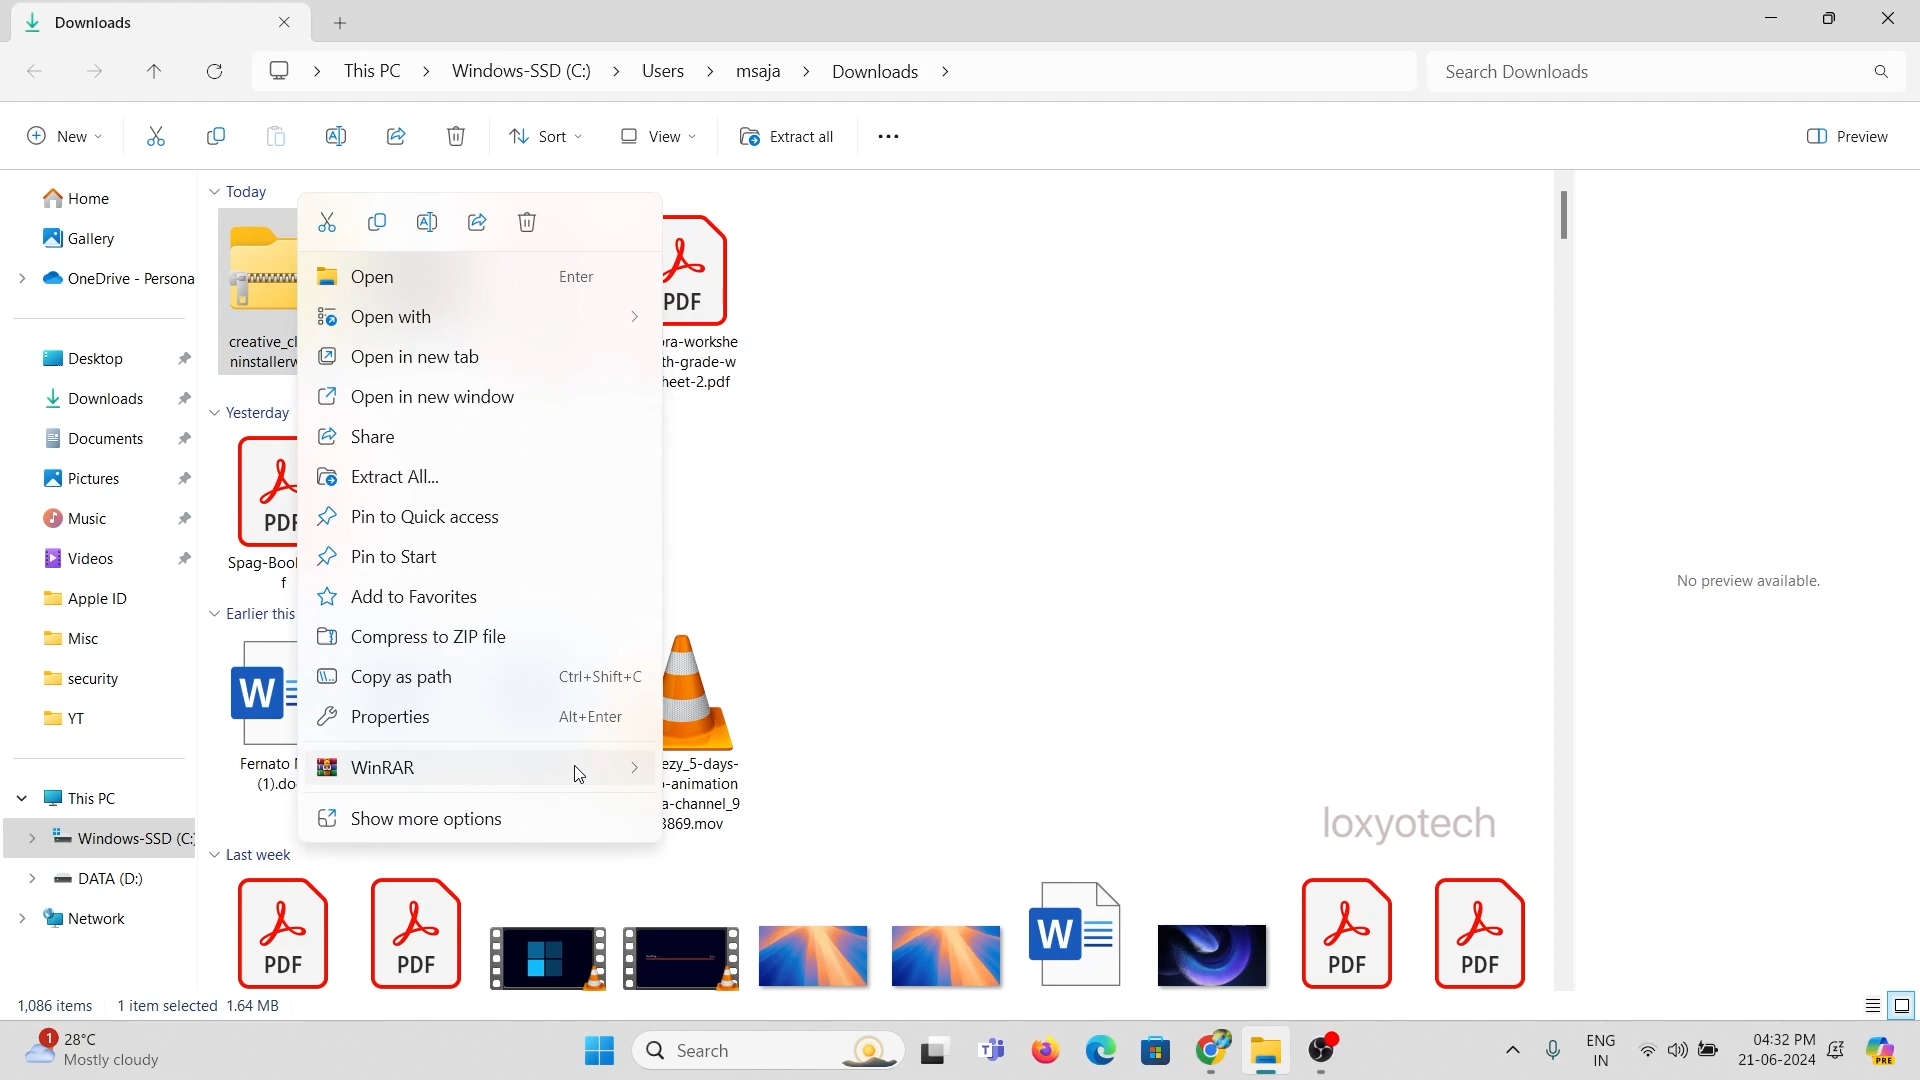 Downloads
This PC > Windows-SSD (C:) > Users > msaja > Downloads >
Search Downloads
New
Sort
View
Extract all
Preview
Home
Gallery
OneDrive - Persona
Desktop
Downloads
Documents
Pictures
Music
Videos
Apple ID
Misc
security
YT
This PC
Windows-SSD (C:
DATA (D:)
Network
Today
creative_cl
ninstallerw
Yesterday
PDF
Spag-Bool
f
Earlier this
W
Fernato
(1).do
Last week
Open Enter
Open with
Open in new tab
Open in new window
Share
Extract All...
Pin to Quick access
Pin to Start
Add to Favorites
Compress to ZIP file
Copy as path Ctrl+Shift+C
Properties Alt+Enter
WinRAR
Show more options
PDF
ora-workshe
th-grade-w
heet-2.pdf
ezy_5-days-
-animation
a-channel_9
3869.mov
No preview available.
loxyotech
PDF
PDF
W
PDF
PDF
1,086 items 1 item selected 1.64 MB
1
28°C
Mostly cloudy
Search
ENG
IN
04:32 PM
21-06-2024
PRE